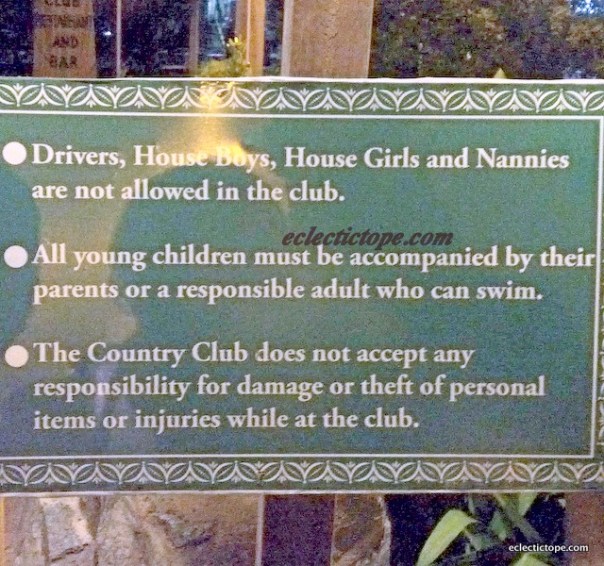 CLUB
RESTAURANT
AND
BAR
Drivers, House Boys, House Girls and Nannies
are not allowed in the club.
eclectictope.com
All young children must be accompanied by their
parents or a responsible adult who can swim.
The Country Club does not accept any
responsibility for damage or theft of personal
items or injuries while at the club.
eclectictope.com